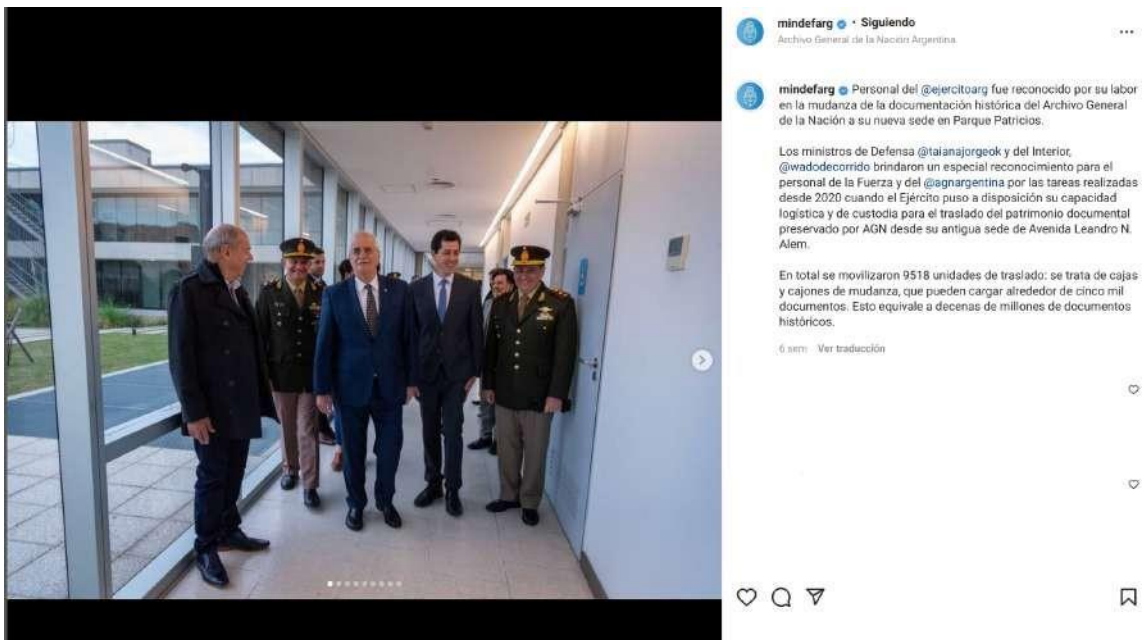 mindefarg • Siguiendo
Archivo General de la Nación Argentina
mindefarg Personal del @ejercitoarg fue reconocido por su labor
en la mudanza de la documentación histórica del Archivo General
de la Nación a su nueva sede en Parque Patricios.
Los ministros de Defensa @taianajorgeok y del Interior,
@wadodecorrido brindaron un especial reconocimiento para el
personal de la Fuerza y del @agnargentina por las tareas realizadas
desde 2020 cuando el Ejército puso a disposición su capacidad
logística y de custodia para el traslado del patrimonio documental
preservado por AGN desde su antigua sede de Avenida Leandro N.
Alem.
En total se movilizaron 9518 unidades de traslado: se trata de cajas
y cajones de mudanza, que pueden cargar alrededor de cinco mil
documentos. Esto equivale a decenas de millones de documentos
históricos.
6 sem Ver traducción